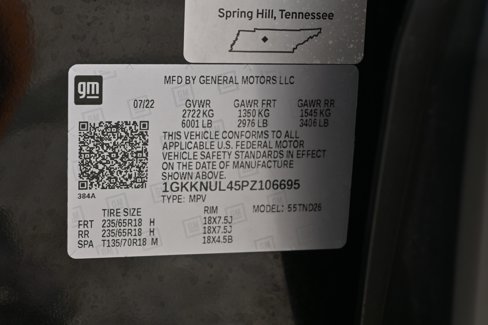 Spring Hill, Tennessee
gm
MFD BY GENERAL MOTORS LLC
07/22 GVWR GAWR FRT GAWR RR
2722 KG 1350 KG 1545 KG
6001 LB 2976 LB 3406 LB
THIS VEHICLE CONFORMS TO ALL
APPLICABLE U.S. FEDERAL MOTOR
VEHICLE SAFETY STANDARDS IN EFFECT
ON THE DATE OF MANUFACTURE
SHOWN ABOVE.
384A
1GKKNUL45PZ106695
TYPE: MPV MODEL: 55TND26
TIRE SIZE RIM
FRT 235/65R18 H 18X7.5J
RR 235/65R18 H 18X7.5J
SPA T135/70R18 M 18X4.5B